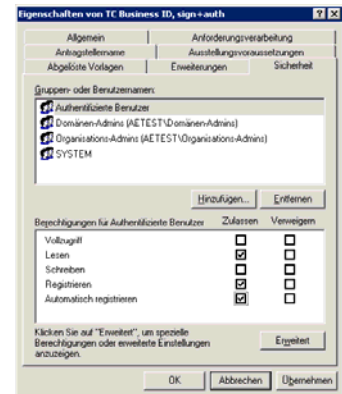 Eigenschaften von TC Business ID, sign+auth
Allgemein
Anforderungsverarbeitung
Antragstellername
Ausstellungsvoraussetzungen
Abgelöste Vorlagen
Erweiterungen
Sicherheit
Gruppen- oder Benutzernamen:
Authentifizierte Benutzer
Domänen-Admins (AETEST\Domänen-Admins)
Organisations-Admins (AETEST\Organisations-Admins)
SYSTEM
Hinzufügen... Entfernen
Berechtigungen für Authentifizierte Benutzer Zulassen Verweigern
Vollzugriff
Lesen
Schreiben
Registrieren
Automatisch registrieren
Klicken Sie auf "Erweitert", um spezielle
Berechtigungen oder erweiterte Einstellungen
anzuzeigen.
Erweitert
OK Abbrechen Übernehmen